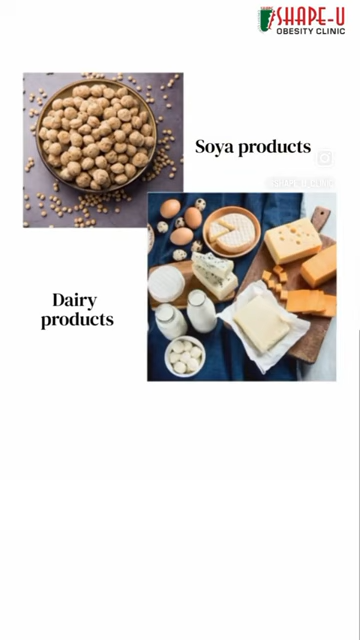 SHAPE-U
OBESITY CLINIC
Soya products
Dairy
products